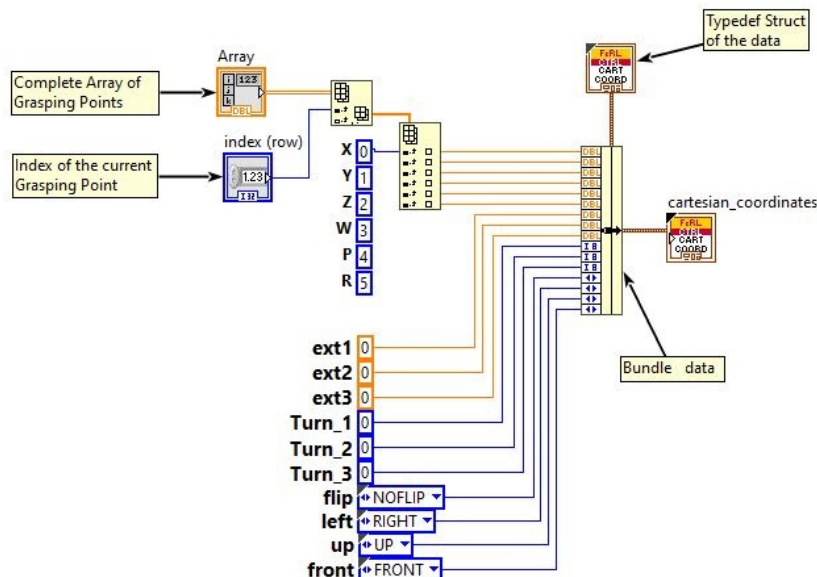 Typedef Struct
of the data
FcRL
CTRL
CART
COORD
Array
Complete Array of
Grasping Points
i
j
k
123
DBL
index (row)
Index of the current
Grasping Point
1.23
I32
X 0
Y 1
Z 2
W 3
P 4
R 5
DBL
DBL
DBL
DBL
DBL
DBL
DBL
DBL
DBL
I8
I8
I8
cartesian_coordinates
FcRL
CTRL
CART
COORD
Bundle data
ext1 0
ext2 0
ext3 0
Turn_1 0
Turn_2 0
Turn_3 0
flip NOFLIP
left RIGHT
up UP
front FRONT